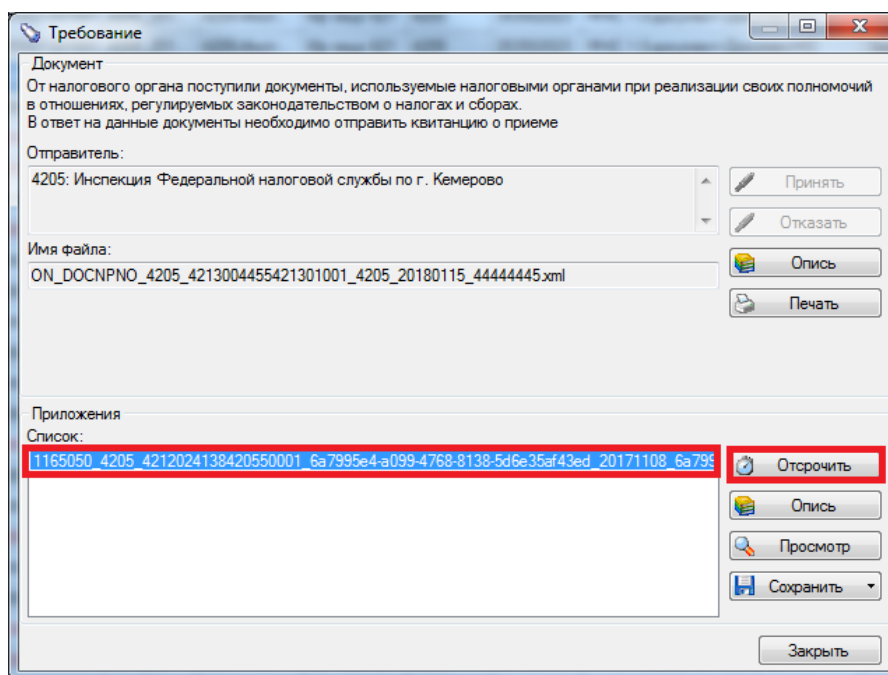 Требование
Документ
От налогового органа поступили документы, используемые налоговыми органами при реализации своих полномочий
в отношениях, регулируемых законодательством о налогах и сборах.
В ответ на данные документы необходимо отправить квитанцию о приеме
Отправитель:
4205: Инспекция Федеральной налоговой службы по г. Кемерово
Принять
Отказать
Имя файла:
ON_DOCNPNO_4205_4213004455421301001_4205_20180115_44444445.xml
Опись
Печать
Приложения
Список:
1165050_4205_4212024138420550001_6a7995e4-a099-4768-8138-5d6e35af43ed_20171108_6a799
Отсрочить
Опись
Просмотр
Сохранить
Закрыть